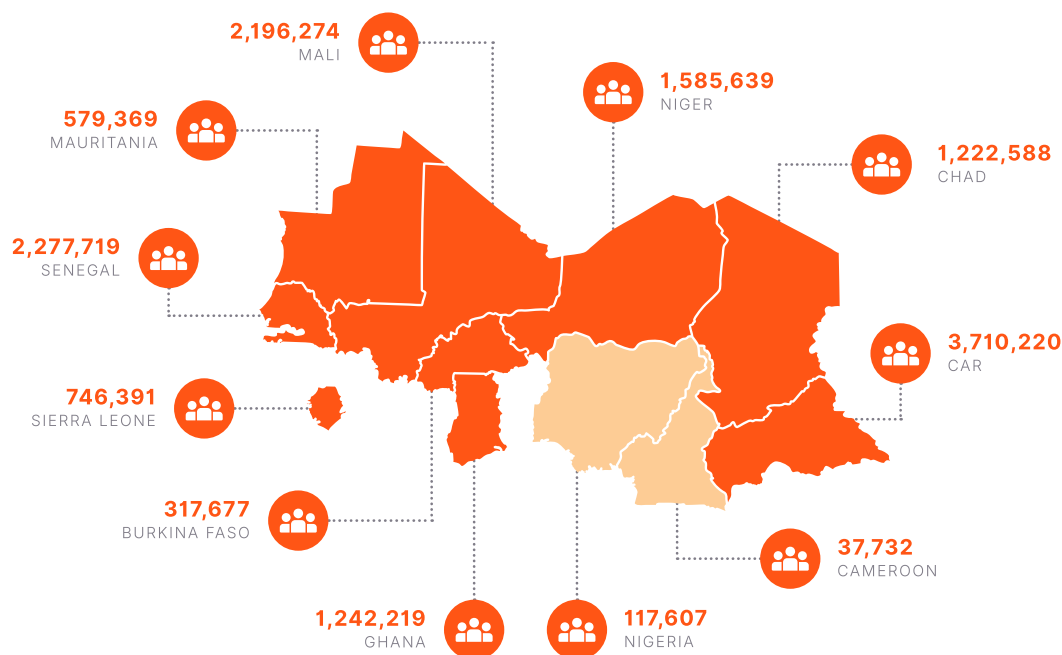 2,196,274
MALI
1,585,639
NIGER
579,369
MAURITANIA
1,222,588
CHAD
2,277,719
SENEGAL
3,710,220
CAR
746,391
SIERRA LEONE
317,677
BURKINA FASO
37,732
CAMEROON
1,242,219
GHANA
117,607
NIGERIA